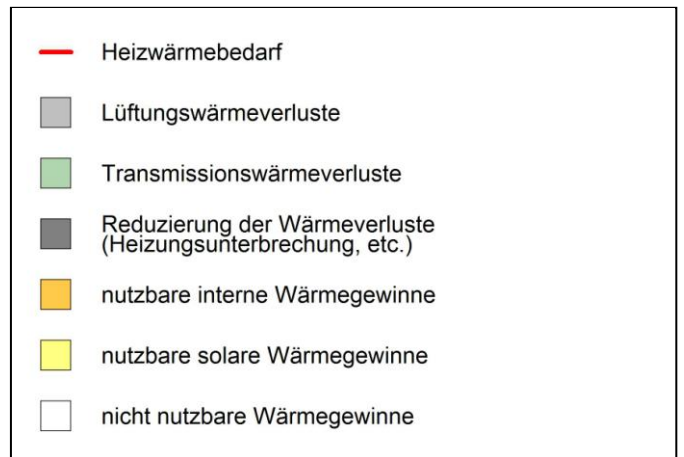 Heizwärmebedarf
Lüftungswärmeverluste
Transmissionswärmeverluste
Reduzierung der Wärmeverluste
(Heizungsunterbrechung, etc.)
nutzbare interne Wärmegewinne
nutzbare solare Wärmegewinne
nicht nutzbare Wärmegewinne